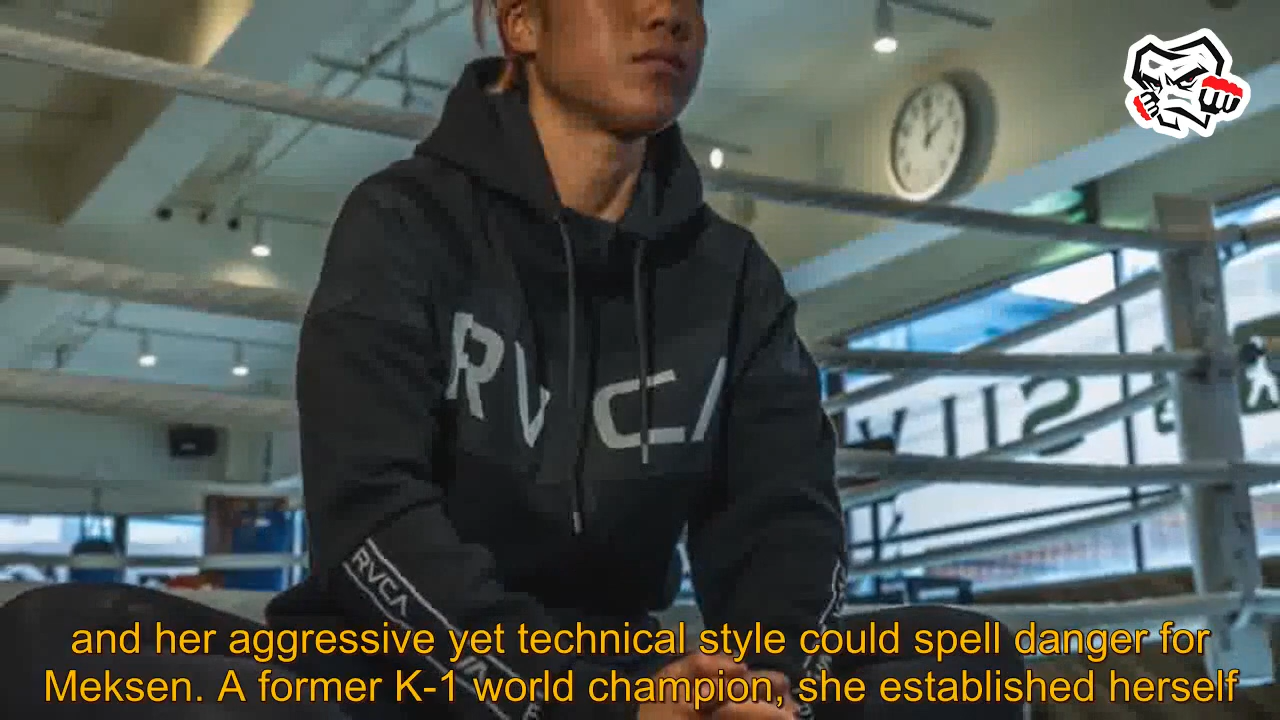 RVCA
RVCA
and her aggressive yet technical style could spell danger for
Meksen. A former K-1 world champion, she established herself